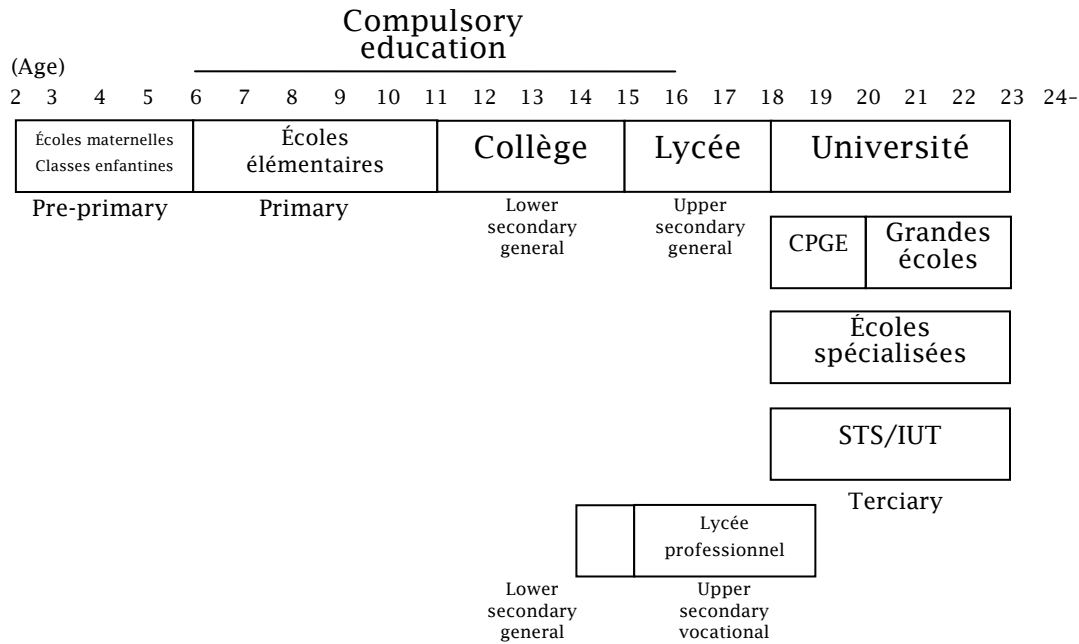 Compulsory
education
(Age)
2 3 4 5 6 7 8 9 10 11 12 13 14 15 16 17 18 19 20 21 22 23 24–
Écoles maternelles
Classes enfantines
Écoles
élémentaires
Collège
Lycée
Université
Pre-primary
Primary
Lower
secondary
general
Upper
secondary
general
CPGE
Grandes
écoles
Écoles
spécialisées
STS/IUT
Terciary
Lycée
professionnel
Lower
secondary
general
Upper
secondary
vocational